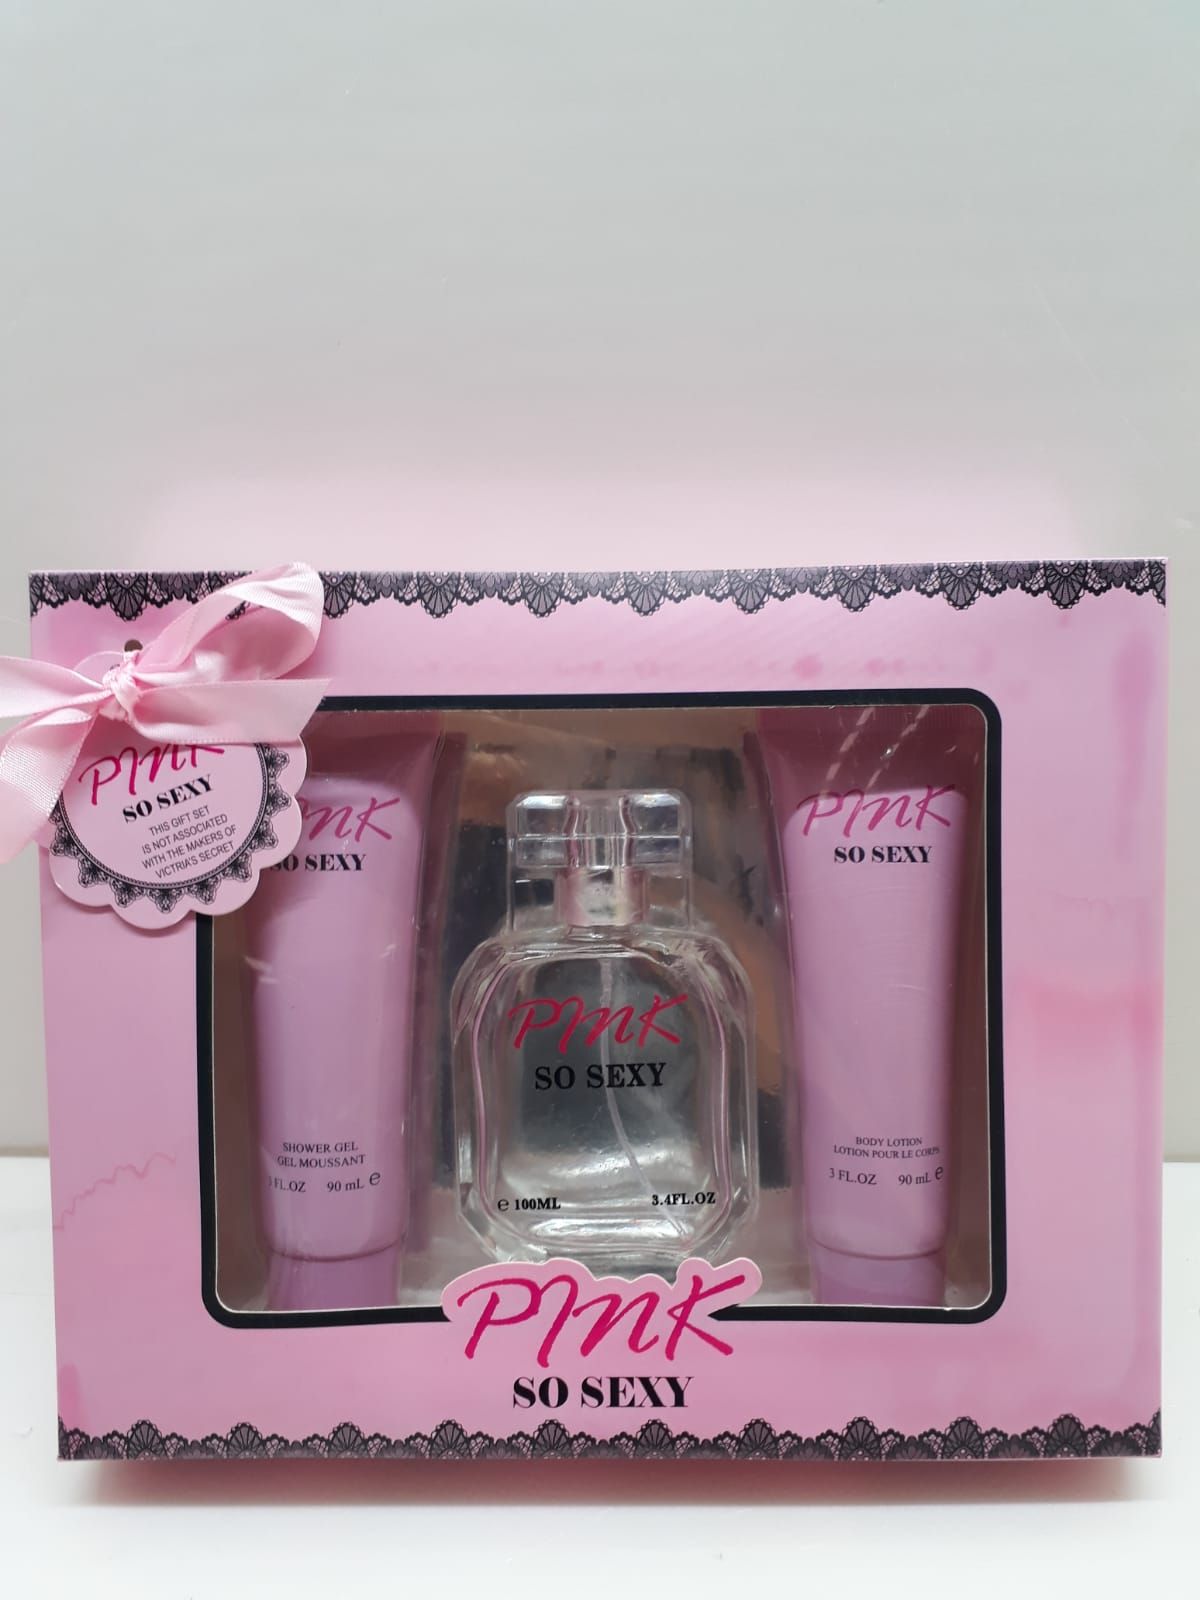 PINK
SO SEXY
THIS GIFT SET
IS NOT ASSOCIATED
WITH THE MAKERS OF
VICTRIA'S SECRET
SO SEXY
SHOWER GEL
GEL MOUSSANT
FL.OZ 90 mL ℮
PINK
SO SEXY
℮ 100ML 3.4FL.OZ
PINK
SO SEXY
BODY LOTION
LOTION POUR LE CORPS
3 FL.OZ 90 mL ℮
PINK
SO SEXY